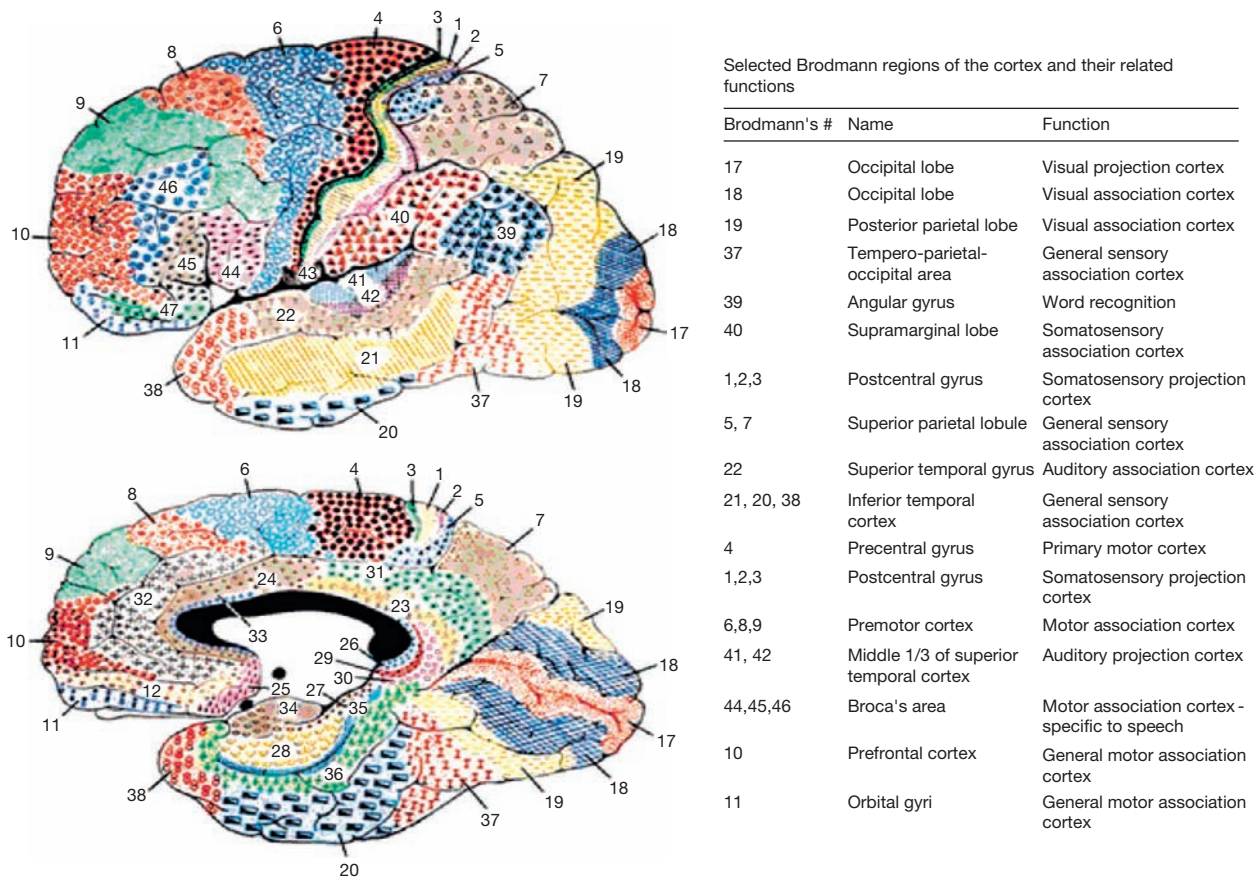 4
3
1
2
5
6
8
7
9
19
46
40
18
10
39
45
44
43
41
42
47
22
11
17
21
38
18
37
19
20
4
3
1
6
2
5
8
7
9
31
24
32
23
19
10
33
26
29
18
30
12
25
27
35
34
11
17
28
36
38
18
19
37
20
Selected Brodmann regions of the cortex and their related
functions
Brodmann's # Name Function
17 Occipital lobe Visual projection cortex
18 Occipital lobe Visual association cortex
19 Posterior parietal lobe Visual association cortex
37 Tempero-parietal- General sensory
occipital area association cortex
39 Angular gyrus Word recognition
40 Supramarginal lobe Somatosensory
association cortex
1,2,3 Postcentral gyrus Somatosensory projection
cortex
5, 7 Superior parietal lobule General sensory
association cortex
22 Superior temporal gyrus Auditory association cortex
21, 20, 38 Inferior temporal General sensory
cortex association cortex
4 Precentral gyrus Primary motor cortex
1,2,3 Postcentral gyrus Somatosensory projection
cortex
6,8,9 Premotor cortex Motor association cortex
41, 42 Middle 1/3 of superior Auditory projection cortex
temporal cortex
44,45,46 Broca's area Motor association cortex -
specific to speech
10 Prefrontal cortex General motor association
cortex
11 Orbital gyri General motor association
cortex